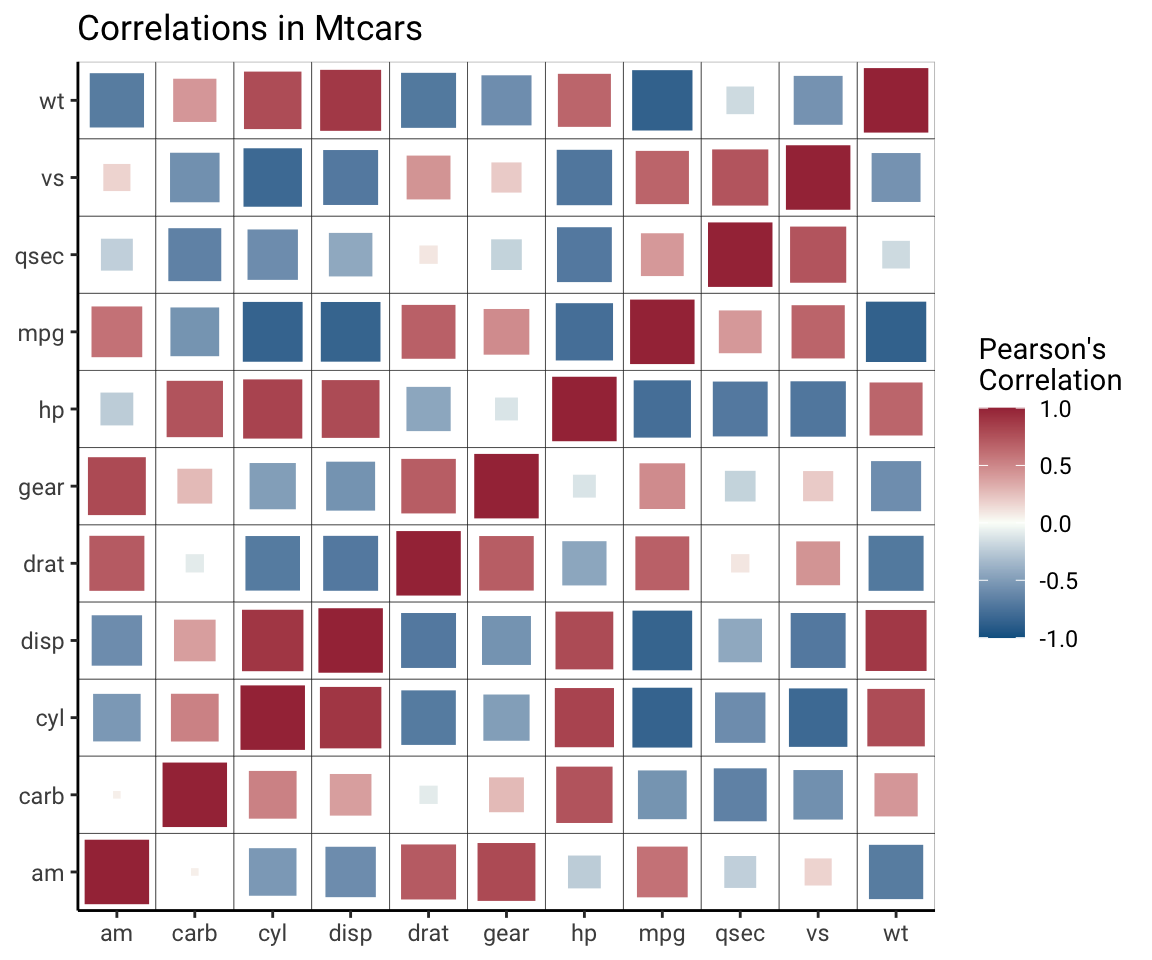 Correlations in Mtcars
wt
vs
qsec
mpg
hp
gear
drat
disp
cyl
carb
am
am carb cyl disp drat gear hp mpg qsec vs wt
Pearson's
Correlation
1.0
0.5
0.0
-0.5
-1.0